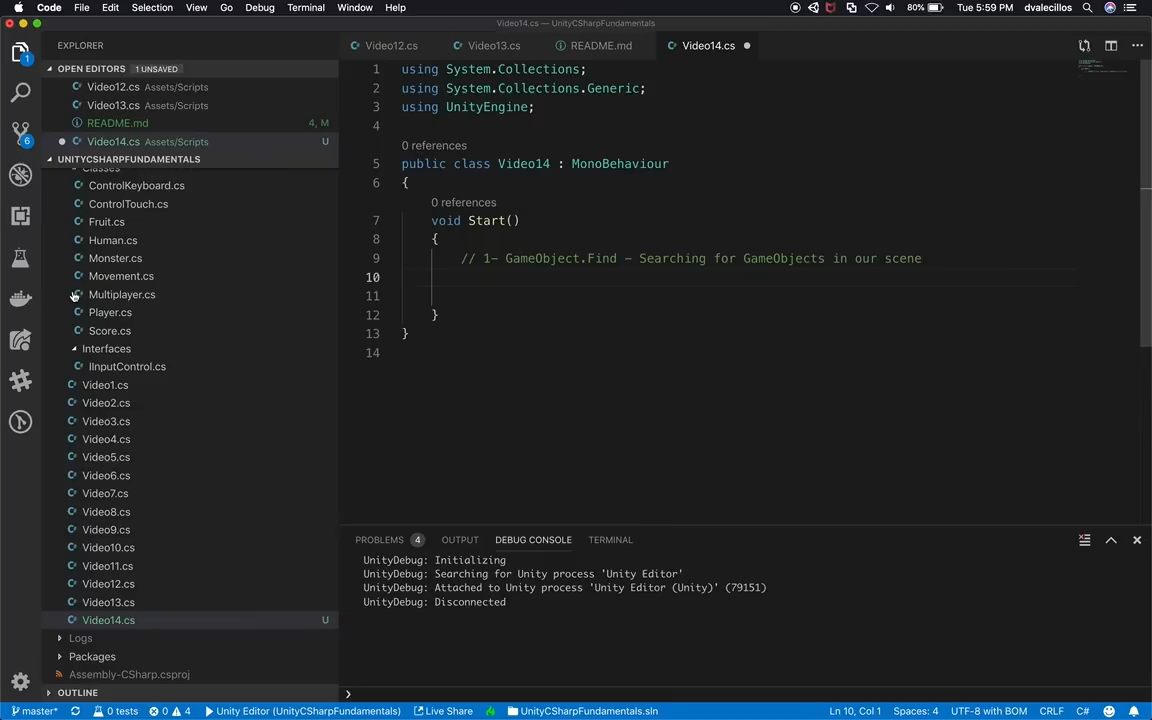 Code File Edit Selection View Go Debug Terminal Window Help
80% Tue 5:59 PM dvalecillos
Video14.cs — UnityCSharpFundamentals
EXPLORER
OPEN EDITORS 1 UNSAVED
Video12.cs Assets/Scripts
Video13.cs Assets/Scripts
README.md 4, M
Video14.cs Assets/Scripts U
UNITYCSHARPFUNDAMENTALS
Classes
ControlKeyboard.cs
ControlTouch.cs
Fruit.cs
Human.cs
Monster.cs
Movement.cs
Multiplayer.cs
Player.cs
Score.cs
Interfaces
IInputControl.cs
Video1.cs
Video2.cs
Video3.cs
Video4.cs
Video5.cs
Video6.cs
Video7.cs
Video8.cs
Video9.cs
Video10.cs
Video11.cs
Video12.cs
Video13.cs
Video14.cs U
Logs
Packages
Assembly-CSharp.csproj
OUTLINE
1
6
Video12.cs Video13.cs README.md Video14.cs
1 using System.Collections;
2 using System.Collections.Generic;
3 using UnityEngine;
4
0 references
5 public class Video14 : MonoBehaviour
6 {
0 references
7 void Start()
8 {
9 // 1- GameObject.Find - Searching for GameObjects in our scene
10
11
12 }
13 }
14
PROBLEMS 4 OUTPUT DEBUG CONSOLE TERMINAL
UnityDebug: Initializing
UnityDebug: Searching for Unity process 'Unity Editor'
UnityDebug: Attached to Unity process 'Unity Editor (Unity)' (79151)
UnityDebug: Disconnected
master* 0 tests 0 4 Unity Editor (UnityCSharpFundamentals) Live Share UnityCSharpFundamentals.sln Ln 10, Col 1 Spaces: 4 UTF-8 with BOM CRLF C#